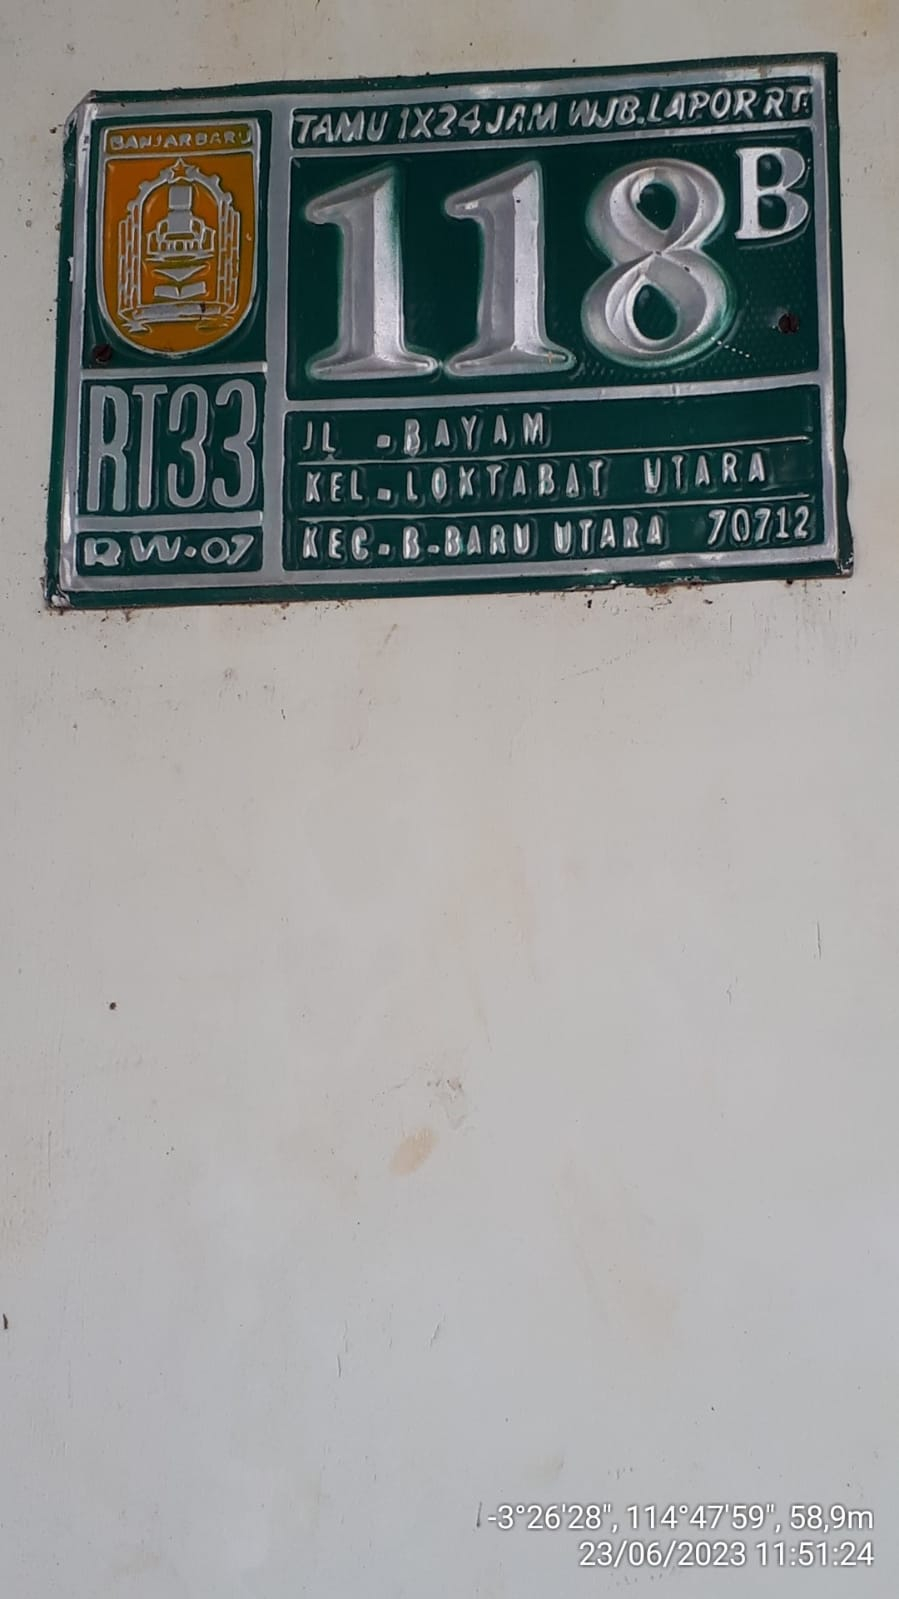 TAMU 1X24 JAM WJB.LAPOR RT.
BANJARBARU
118B
RT33
RW.07
JL .BAYAM
KEL.LOKTABAT UTARA
KEC.B.BARU UTARA 70712
-3°26'28", 114°47'59", 58,9m
23/06/2023 11:51:24